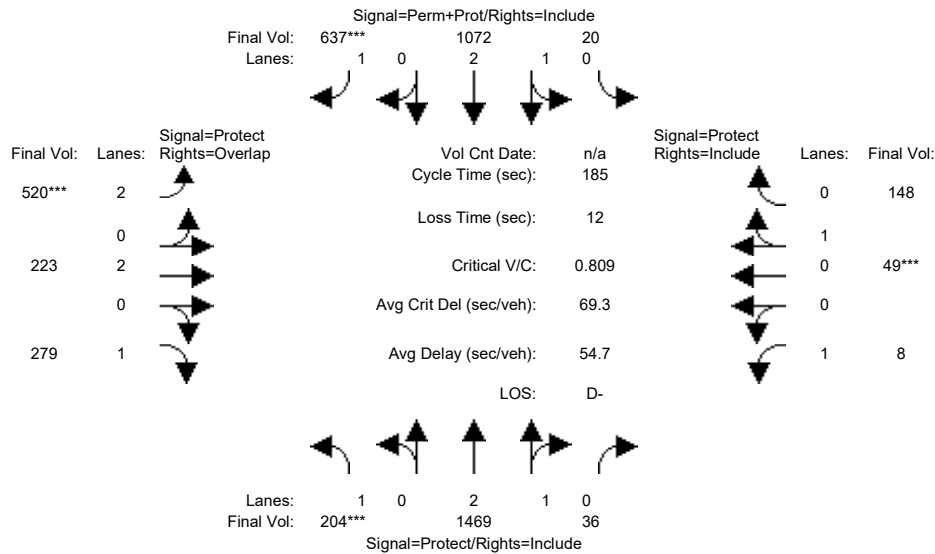 Signal=Perm+Prot/Rights=Include
Final Vol: 637*** 1072 20
Lanes: 1 0 2 1 0
Signal=Protect
Final Vol: Lanes: Rights=Overlap
Vol Cnt Date: n/a
Signal=Protect
Rights=Include Lanes: Final Vol:
Cycle Time (sec): 185
520*** 2
0 148
Loss Time (sec): 12
0
1
223 2
Critical V/C: 0.809
0 49***
0
Avg Crit Del (sec/veh): 69.3
0
279 1
Avg Delay (sec/veh): 54.7
1 8
LOS: D-
Lanes: 1 0 2 1 0
Final Vol: 204*** 1469 36
Signal=Protect/Rights=Include